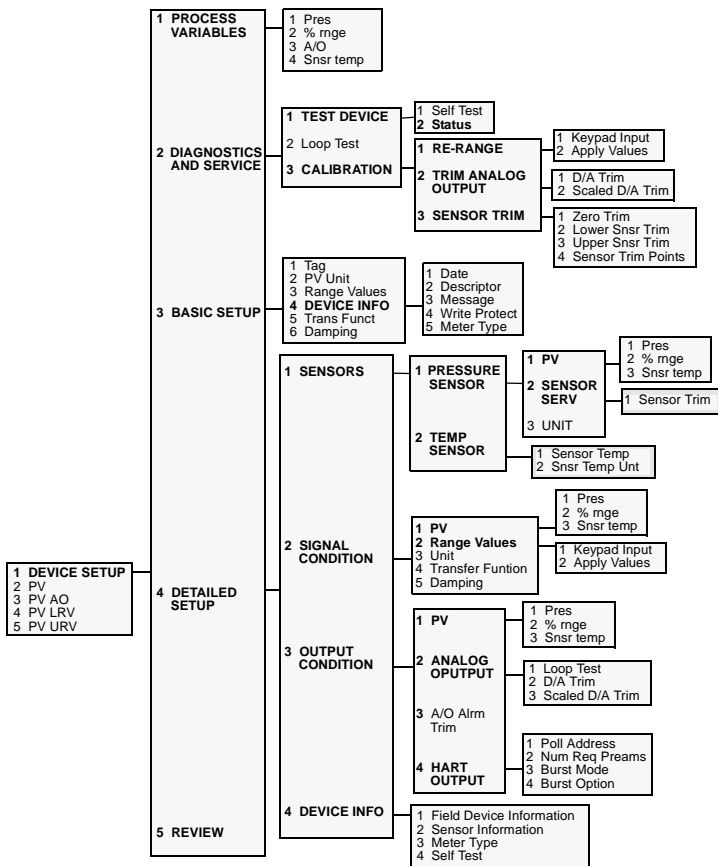 1 DEVICE SETUP
2 PV
3 PV AO
4 PV LRV
5 PV URV
1 PROCESS
VARIABLES
2 DIAGNOSTICS
AND SERVICE
3 BASIC SETUP
4 DETAILED
SETUP
5 REVIEW
1 Pres
2 % rnge
3 A/O
4 Snsr temp
1 TEST DEVICE
2 Loop Test
3 CALIBRATION
1 Self Test
2 Status
1 RE-RANGE
2 TRIM ANALOG
OUTPUT
3 SENSOR TRIM
1 Keypad Input
2 Apply Values
1 D/A Trim
2 Scaled D/A Trim
1 Zero Trim
2 Lower Snsr Trim
3 Upper Snsr Trim
4 Sensor Trim Points
1 Tag
2 PV Unit
3 Range Values
4 DEVICE INFO
5 Trans Funct
6 Damping
1 Date
2 Descriptor
3 Message
4 Write Protect
5 Meter Type
1 SENSORS
2 SIGNAL
CONDITION
3 OUTPUT
CONDITION
4 DEVICE INFO
1 PRESSURE
SENSOR
2 TEMP
SENSOR
1 PV
2 SENSOR
SERV
3 UNIT
1 Pres
2 % rnge
3 Snsr temp
1 Sensor Trim
1 Sensor Temp
2 Snsr Temp Unt
1 PV
2 Range Values
3 Unit
4 Transfer Funtion
5 Damping
1 Pres
2 % rnge
3 Snsr temp
1 Keypad Input
2 Apply Values
1 PV
2 ANALOG
OPUTPUT
3 A/O Alrm
Trim
4 HART
OUTPUT
1 Pres
2 % rnge
3 Snsr temp
1 Loop Test
2 D/A Trim
3 Scaled D/A Trim
1 Poll Address
2 Num Req Preams
3 Burst Mode
4 Burst Option
1 Field Device Information
2 Sensor Information
3 Meter Type
4 Self Test